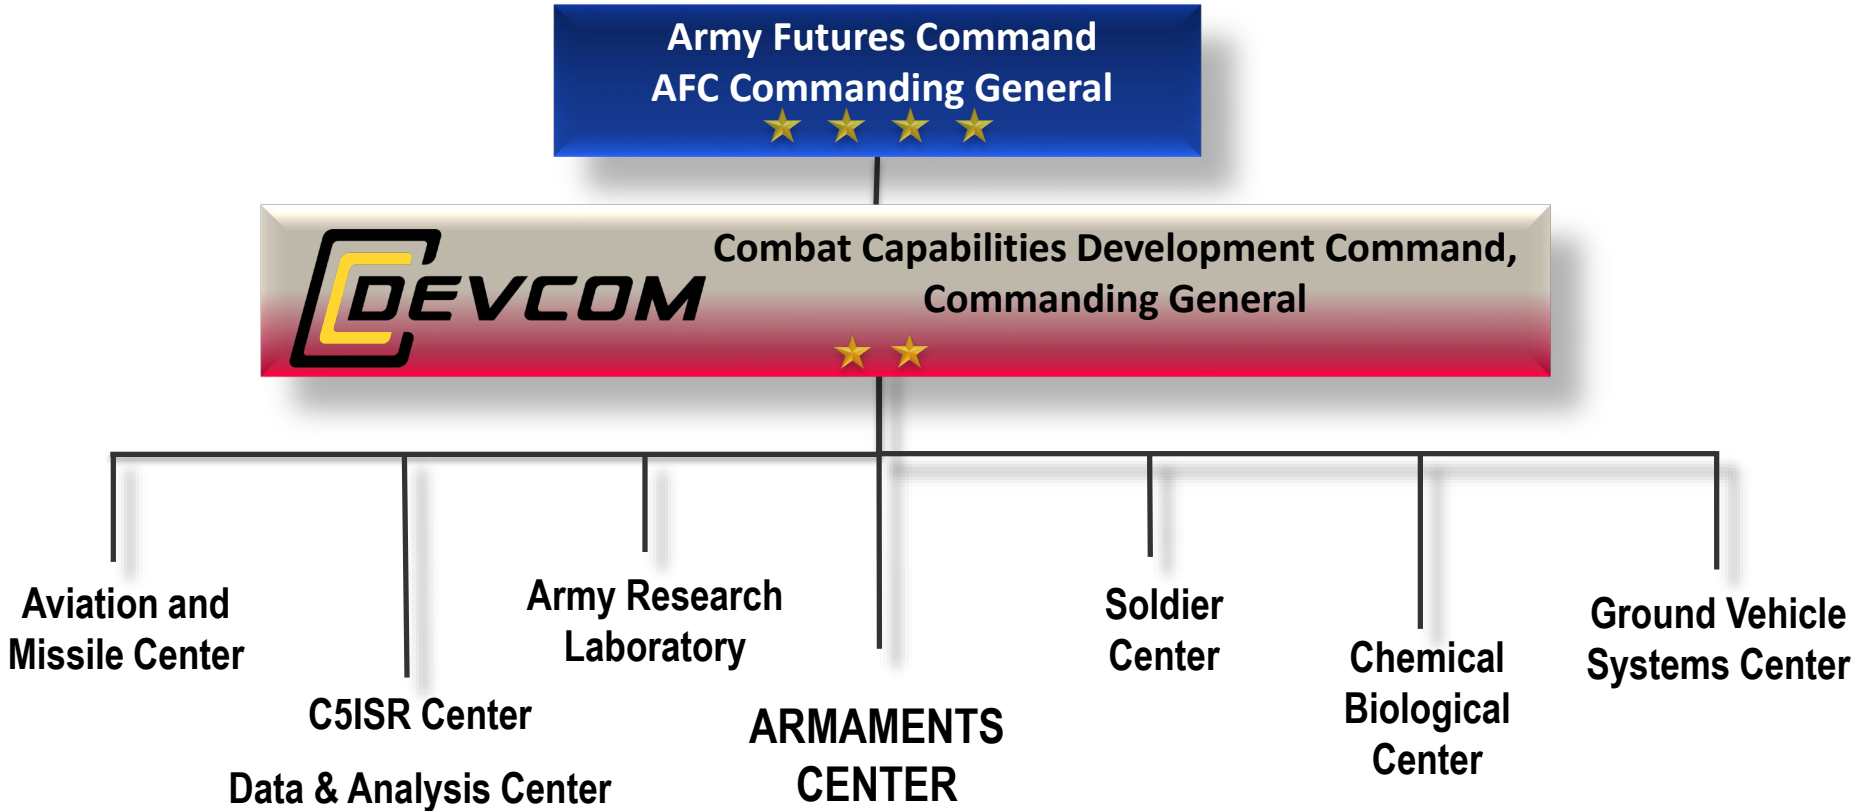 Army Futures Command
AFC Commanding General
DEVCOM
Combat Capabilities Development Command,
Commanding General
Aviation and
Missile Center
C5ISR Center
Data & Analysis Center
Army Research
Laboratory
ARMAMENTS
CENTER
Soldier
Center
Chemical
Biological
Center
Ground Vehicle
Systems Center